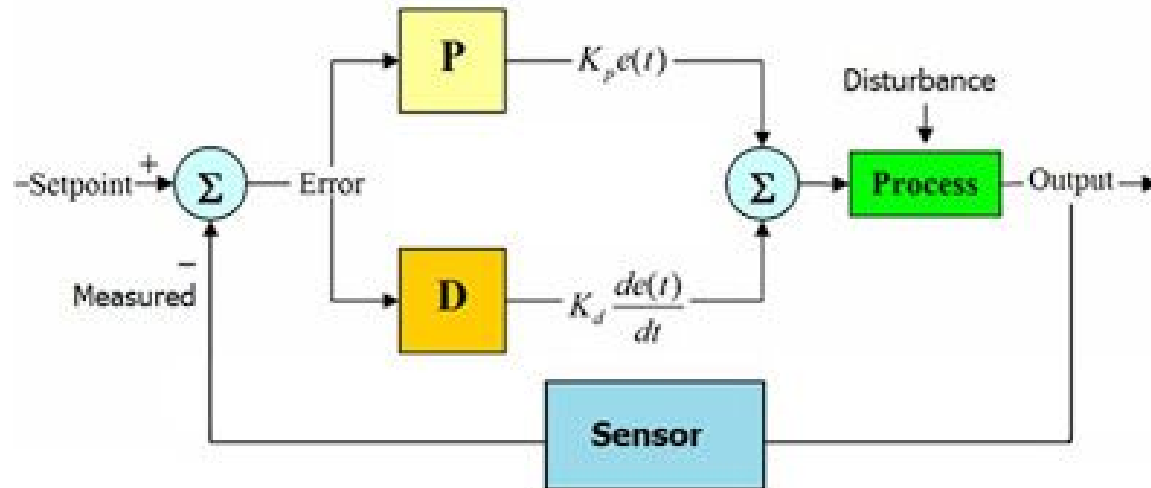 P
K_p e(t)
Disturbance
+
–Setpoint
Σ
Error
Σ
Process
Output
–
Measured
D
K_d de(t)/dt
Sensor